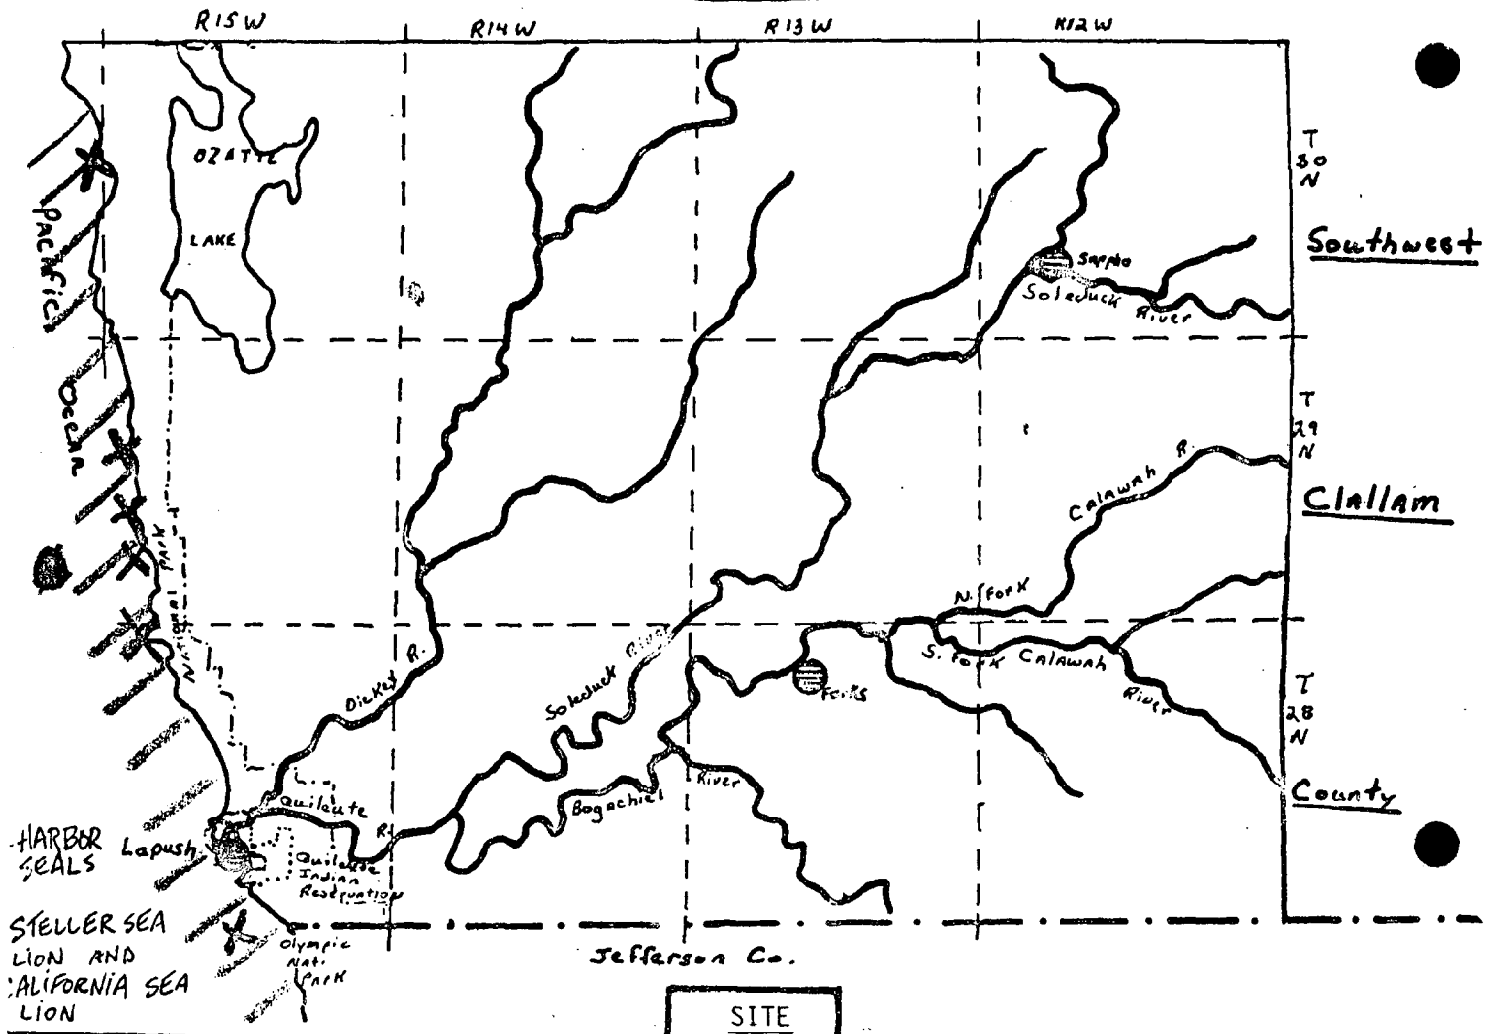 R15W
R14W
R13W
R12W
T
30
N
OZATTE
LAKE
Pacific
Ocean
Sappho
Soleduck
River
Southwest
T
29
N
Calawah R.
Clallam
National Park
N. Fork
S. Fork Calawah
River
Soleduck River
Dickey R.
Forks
T
28
N
County
Bogachiel
River
Quileute
R.
HARBOR
SEALS
Lapush
Quileute
Indian
Reservation
STELLER SEA
LION AND
CALIFORNIA SEA
LION
Olympic
Nat.
Park
Jefferson Co.
SITE